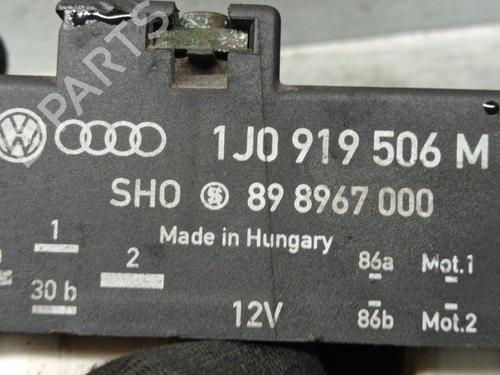 PARTS
1J0 919 506 M
SHO 89 8967 000
Made in Hungary
1 2 86a Mot.1
30 b 12V 86b Mot.2